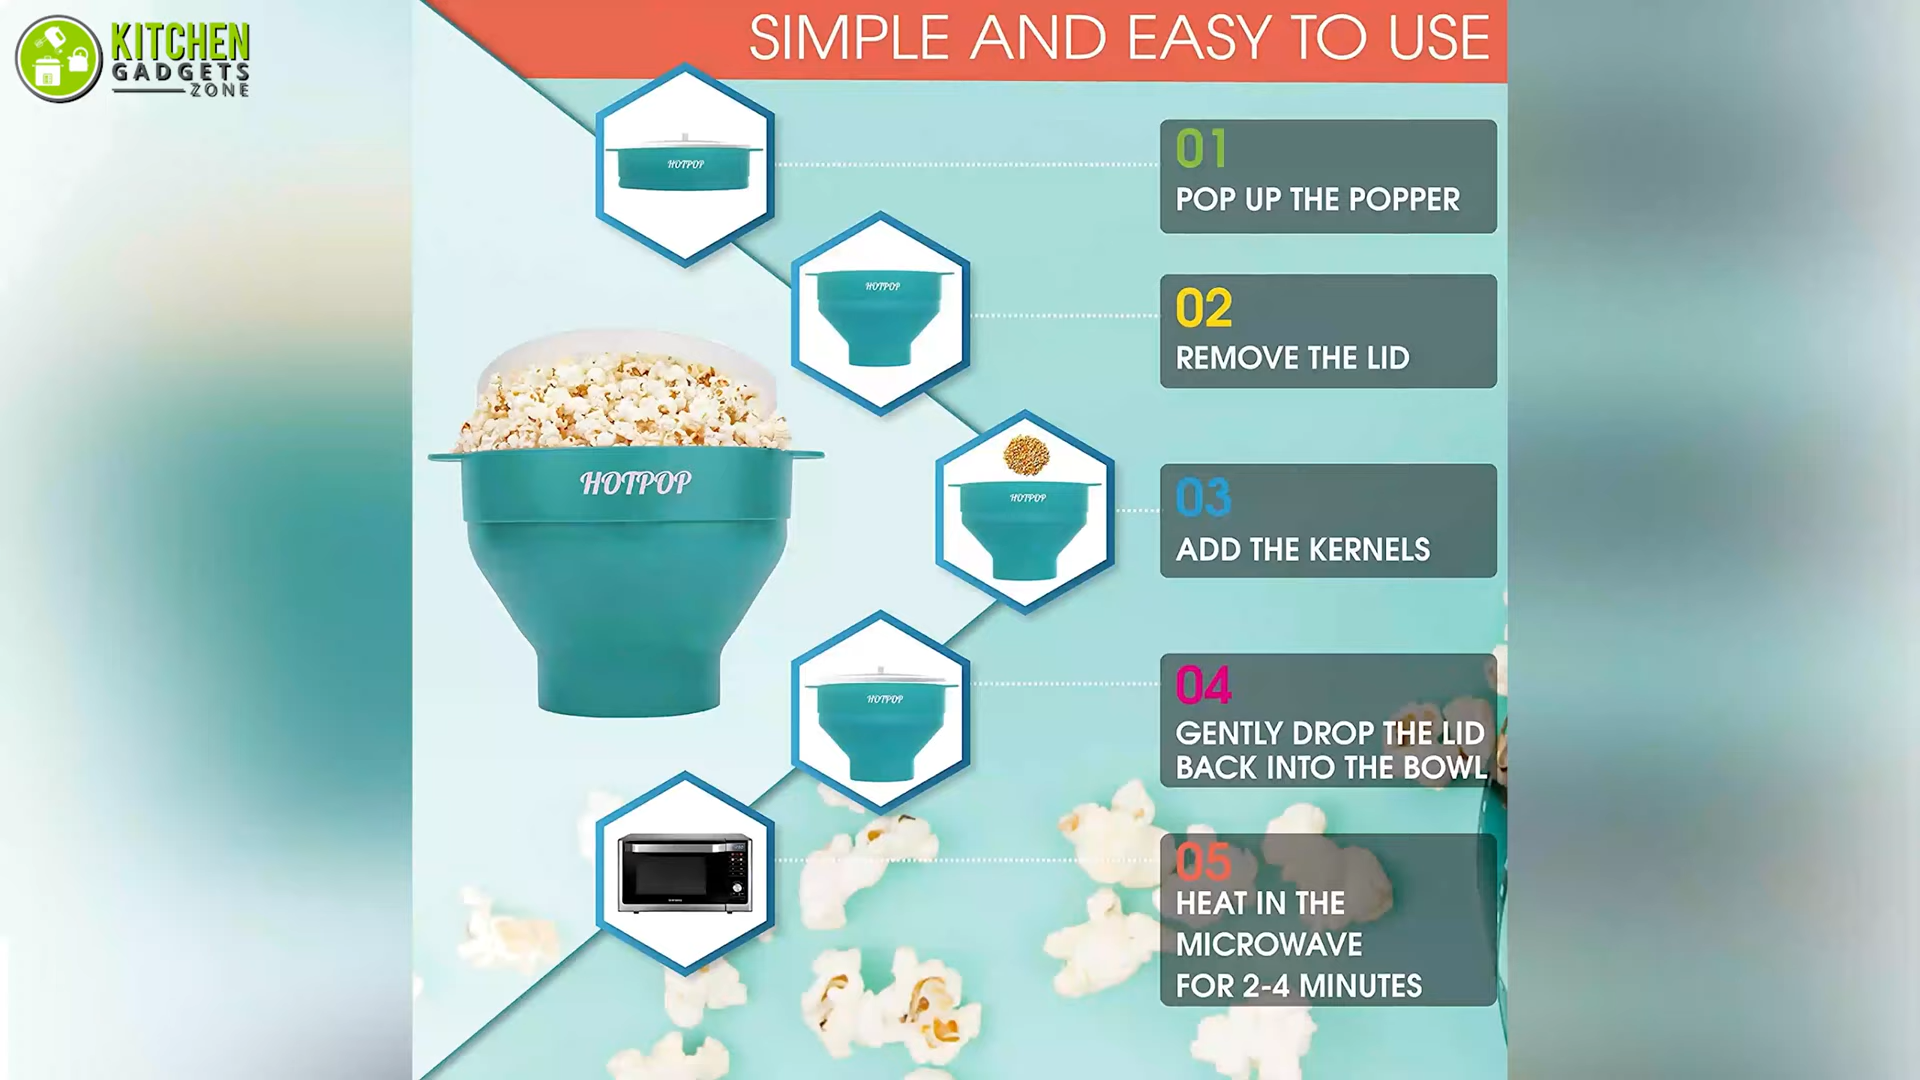 KITCHEN
GADGETS
ZONE
SIMPLE AND EASY TO USE
HOTPOP
01
POP UP THE POPPER
HOTPOP
02
REMOVE THE LID
HOTPOP
HOTPOP
03
ADD THE KERNELS
HOTPOP
04
GENTLY DROP THE LID
BACK INTO THE BOWL
05
HEAT IN THE
MICROWAVE
FOR 2-4 MINUTES